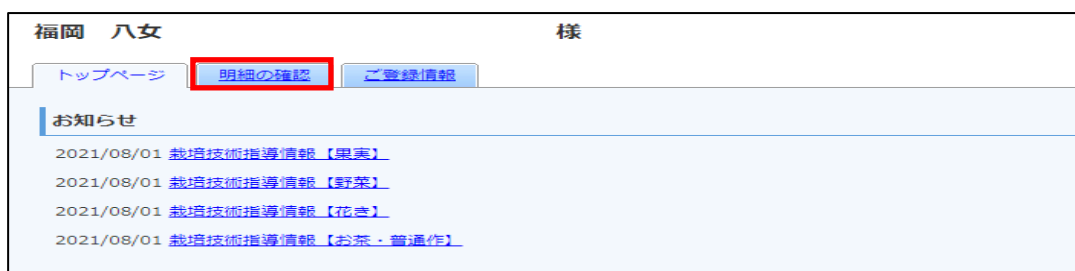 福岡　八女　様
トップページ　明細の確認　ご登録情報
お知らせ
2021/08/01 栽培技術指導情報【果実】
2021/08/01 栽培技術指導情報【野菜】
2021/08/01 栽培技術指導情報【花き】
2021/08/01 栽培技術指導情報【お茶・普通作】